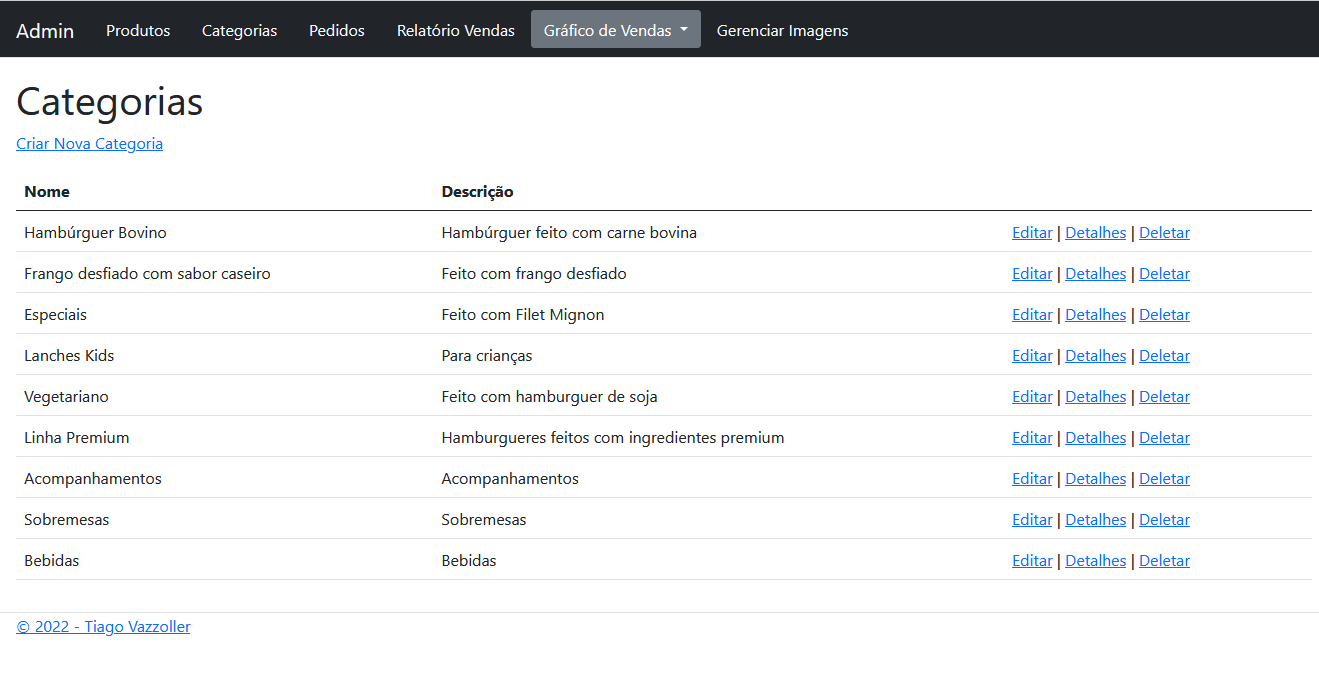 Admin Produtos Categorias Pedidos Relatório Vendas Gráfico de Vendas Gerenciar Imagens
Categorias
Criar Nova Categoria
Nome Descrição
Hambúrguer Bovino Hambúrguer feito com carne bovina Editar | Detalhes | Deletar
Frango desfiado com sabor caseiro Feito com frango desfiado Editar | Detalhes | Deletar
Especiais Feito com Filet Mignon Editar | Detalhes | Deletar
Lanches Kids Para crianças Editar | Detalhes | Deletar
Vegetariano Feito com hamburguer de soja Editar | Detalhes | Deletar
Linha Premium Hamburgueres feitos com ingredientes premium Editar | Detalhes | Deletar
Acompanhamentos Acompanhamentos Editar | Detalhes | Deletar
Sobremesas Sobremesas Editar | Detalhes | Deletar
Bebidas Bebidas Editar | Detalhes | Deletar
© 2022 - Tiago Vazzoller